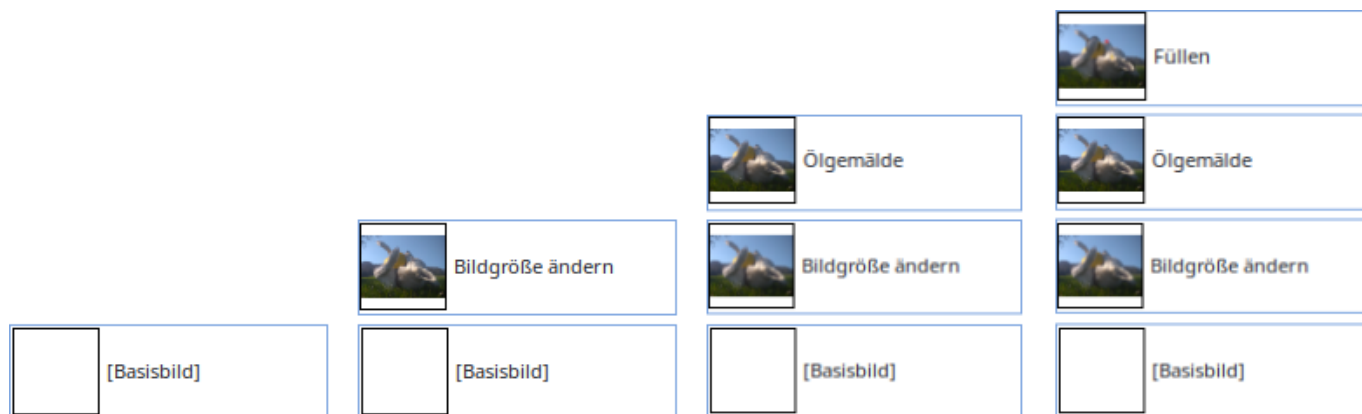 Füllen
Ölgemälde
Ölgemälde
Bildgröße ändern
Bildgröße ändern
Bildgröße ändern
[Basisbild]
[Basisbild]
[Basisbild]
[Basisbild]